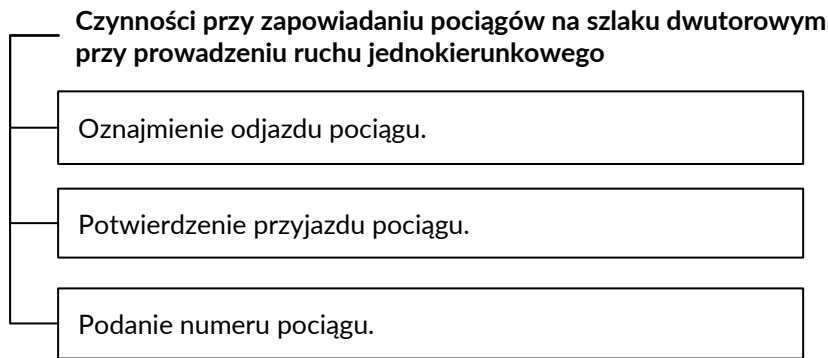 Czynności przy zapowiadaniu pociągów na szlaku dwutorowym
przy prowadzeniu ruchu jednokierunkowego
Oznajmienie odjazdu pociągu.
Potwierdzenie przyjazdu pociągu.
Podanie numeru pociągu.